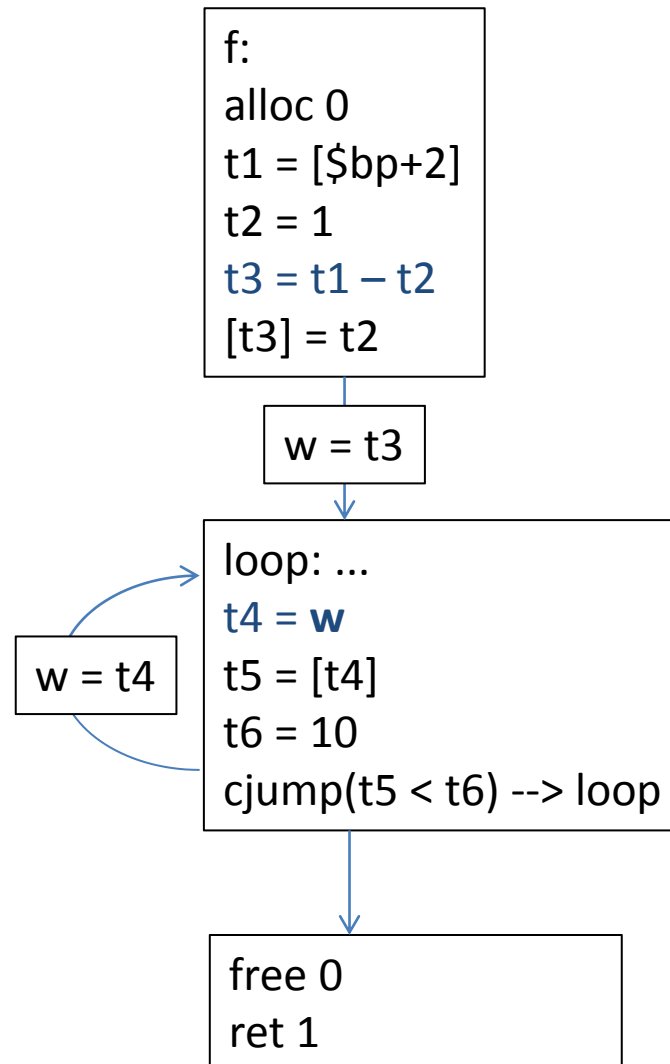 f:
alloc 0
t1 = [$bp+2]
t2 = 1
t3 = t1 – t2
[t3] = t2
w = t3
loop: ...
t4 = w
t5 = [t4]
t6 = 10
cjump(t5 < t6) --> loop
w = t4
free 0
ret 1